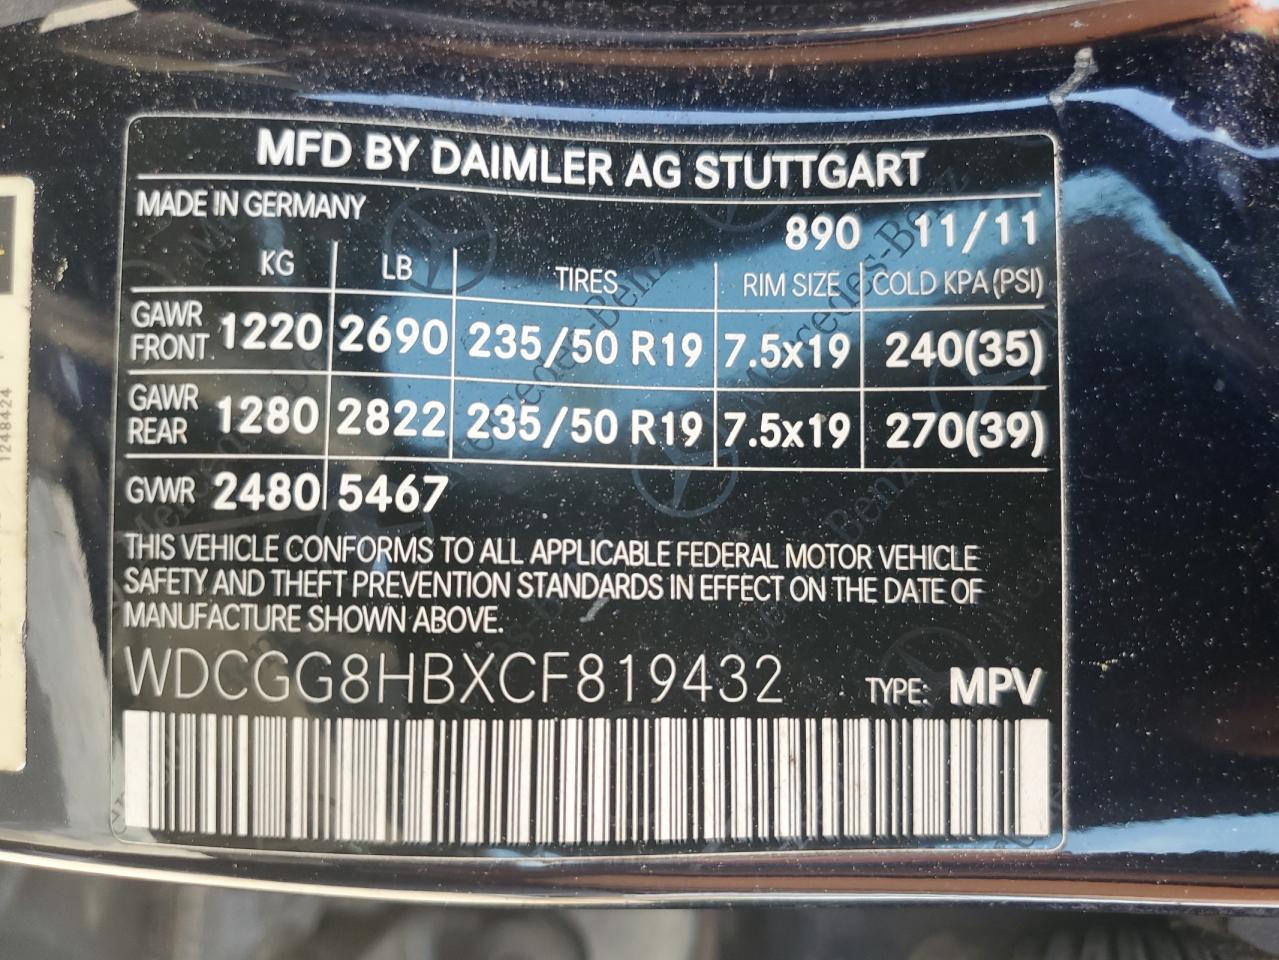 MFD BY DAIMLER AG STUTTGART
MADE IN GERMANY
890 11/11
KG LB TIRES RIM SIZE COLD KPA (PSI)
GAWR FRONT 1220 2690 235/50 R19 7.5x19 240(35)
GAWR REAR 1280 2822 235/50 R19 7.5x19 270(39)
GVWR 2480 5467
THIS VEHICLE CONFORMS TO ALL APPLICABLE FEDERAL MOTOR VEHICLE
SAFETY AND THEFT PREVENTION STANDARDS IN EFFECT ON THE DATE OF
MANUFACTURE SHOWN ABOVE.
WDCGG8HBXCF819432 TYPE: MPV
1248424
Mercedes-Benz